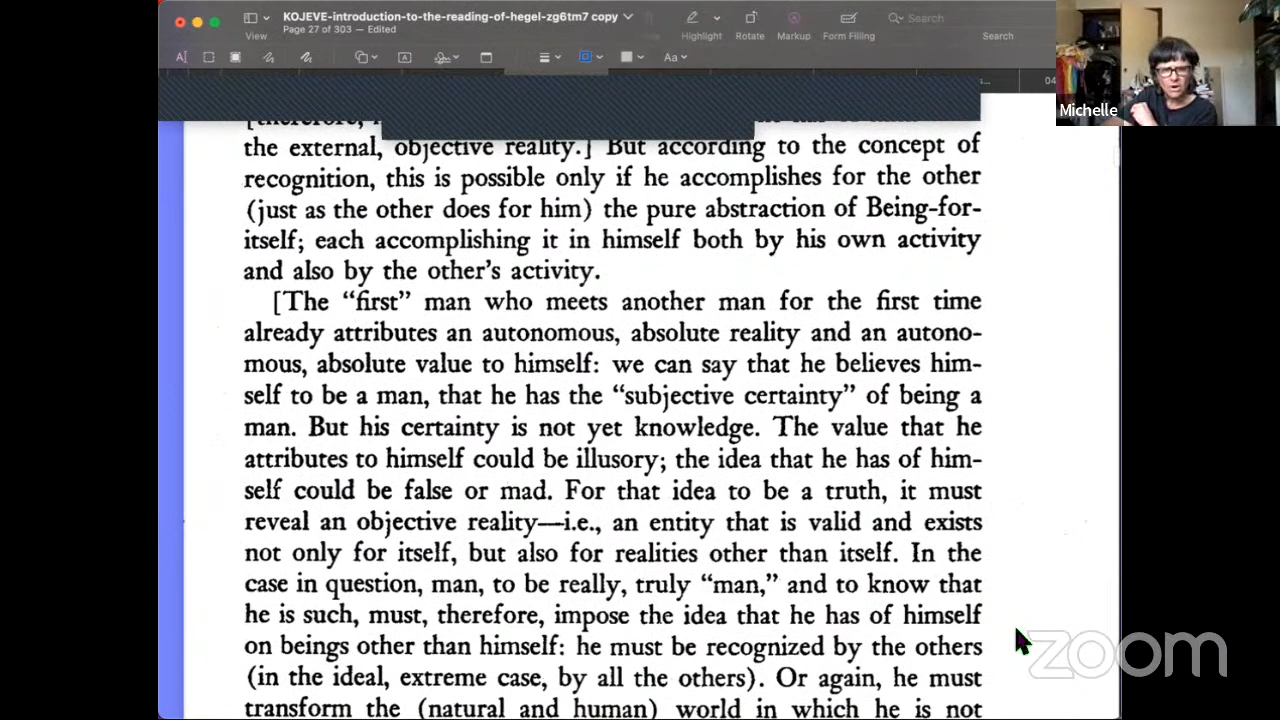 KOJEVE-introduction-to-the-reading-of-hegel-zg6tm7 copy
Page 27 of 303 — Edited
View
Highlight
Rotate
Markup
Form Filling
Search
Search
Aa
04
Michelle
[therefore,
the external, objective reality.] But according to the concept of
recognition, this is possible only if he accomplishes for the other
(just as the other does for him) the pure abstraction of Being-for-
itself; each accomplishing it in himself both by his own activity
and also by the other's activity.
[The “first” man who meets another man for the first time
already attributes an autonomous, absolute reality and an autono-
mous, absolute value to himself: we can say that he believes him-
self to be a man, that he has the “subjective certainty” of being a
man. But his certainty is not yet knowledge. The value that he
attributes to himself could be illusory; the idea that he has of him-
self could be false or mad. For that idea to be a truth, it must
reveal an objective reality—i.e., an entity that is valid and exists
not only for itself, but also for realities other than itself. In the
case in question, man, to be really, truly “man,” and to know that
he is such, must, therefore, impose the idea that he has of himself
on beings other than himself: he must be recognized by the others
(in the ideal, extreme case, by all the others). Or again, he must
transform the (natural and human) world in which he is not
zoom